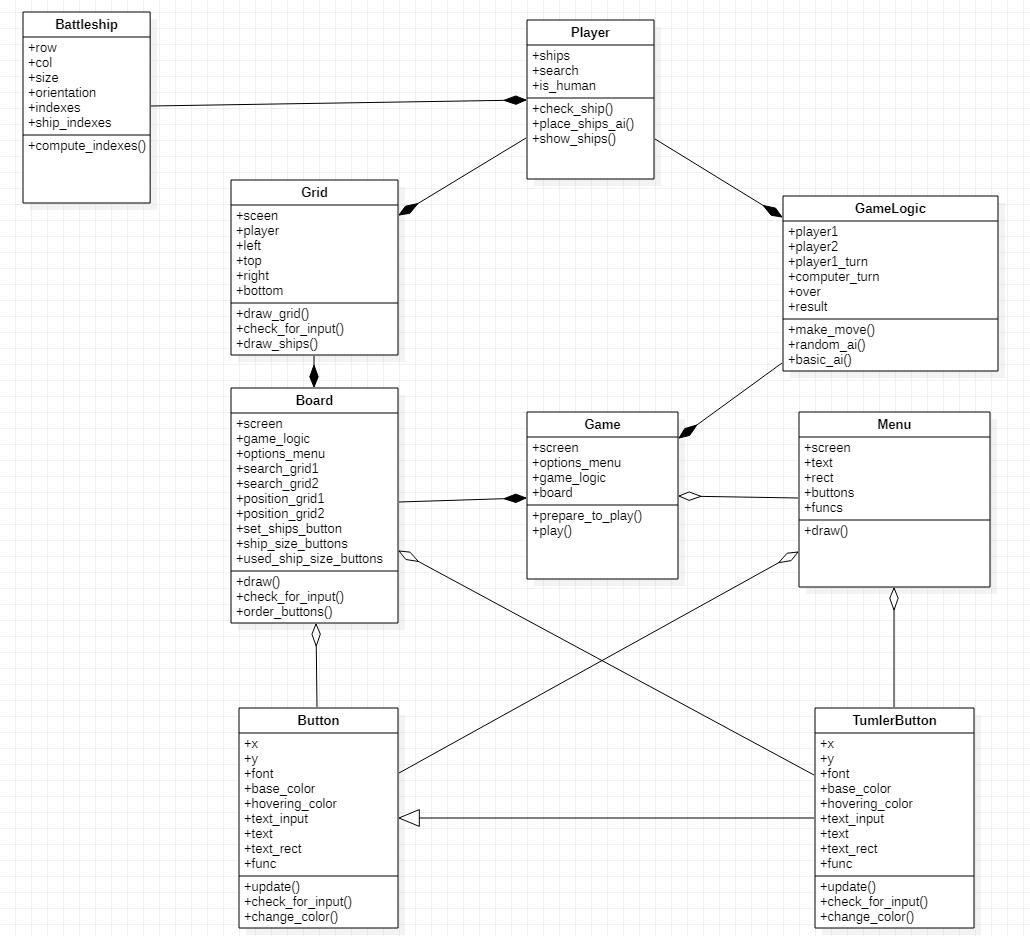 Battleship
+row
+col
+size
+orientation
+indexes
+ship_indexes
+compute_indexes()
Player
+ships
+search
+is_human
+check_ship()
+place_ships_ai()
+show_ships()
Grid
+sceen
+player
+left
+top
+right
+bottom
+draw_grid()
+check_for_input()
+draw_ships()
GameLogic
+player1
+player2
+player1_turn
+computer_turn
+over
+result
+make_move()
+random_ai()
+basic_ai()
Board
+screen
+game_logic
+options_menu
+search_grid1
+search_grid2
+position_grid1
+position_grid2
+set_ships_button
+ship_size_buttons
+used_ship_size_buttons
+draw()
+check_for_input()
+order_buttons()
Game
+screen
+options_menu
+game_logic
+board
+prepare_to_play()
+play()
Menu
+screen
+text
+rect
+buttons
+funcs
+draw()
Button
+x
+y
+font
+base_color
+hovering_color
+text_input
+text
+text_rect
+func
+update()
+check_for_input()
+change_color()
TumlerButton
+x
+y
+font
+base_color
+hovering_color
+text_input
+text
+text_rect
+func
+update()
+check_for_input()
+change_color()